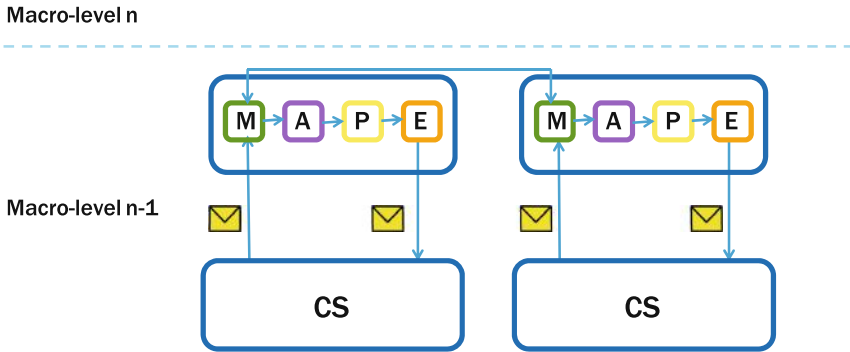 Macro-level n
M A P E M A P E
Macro-level n-1
CS CS